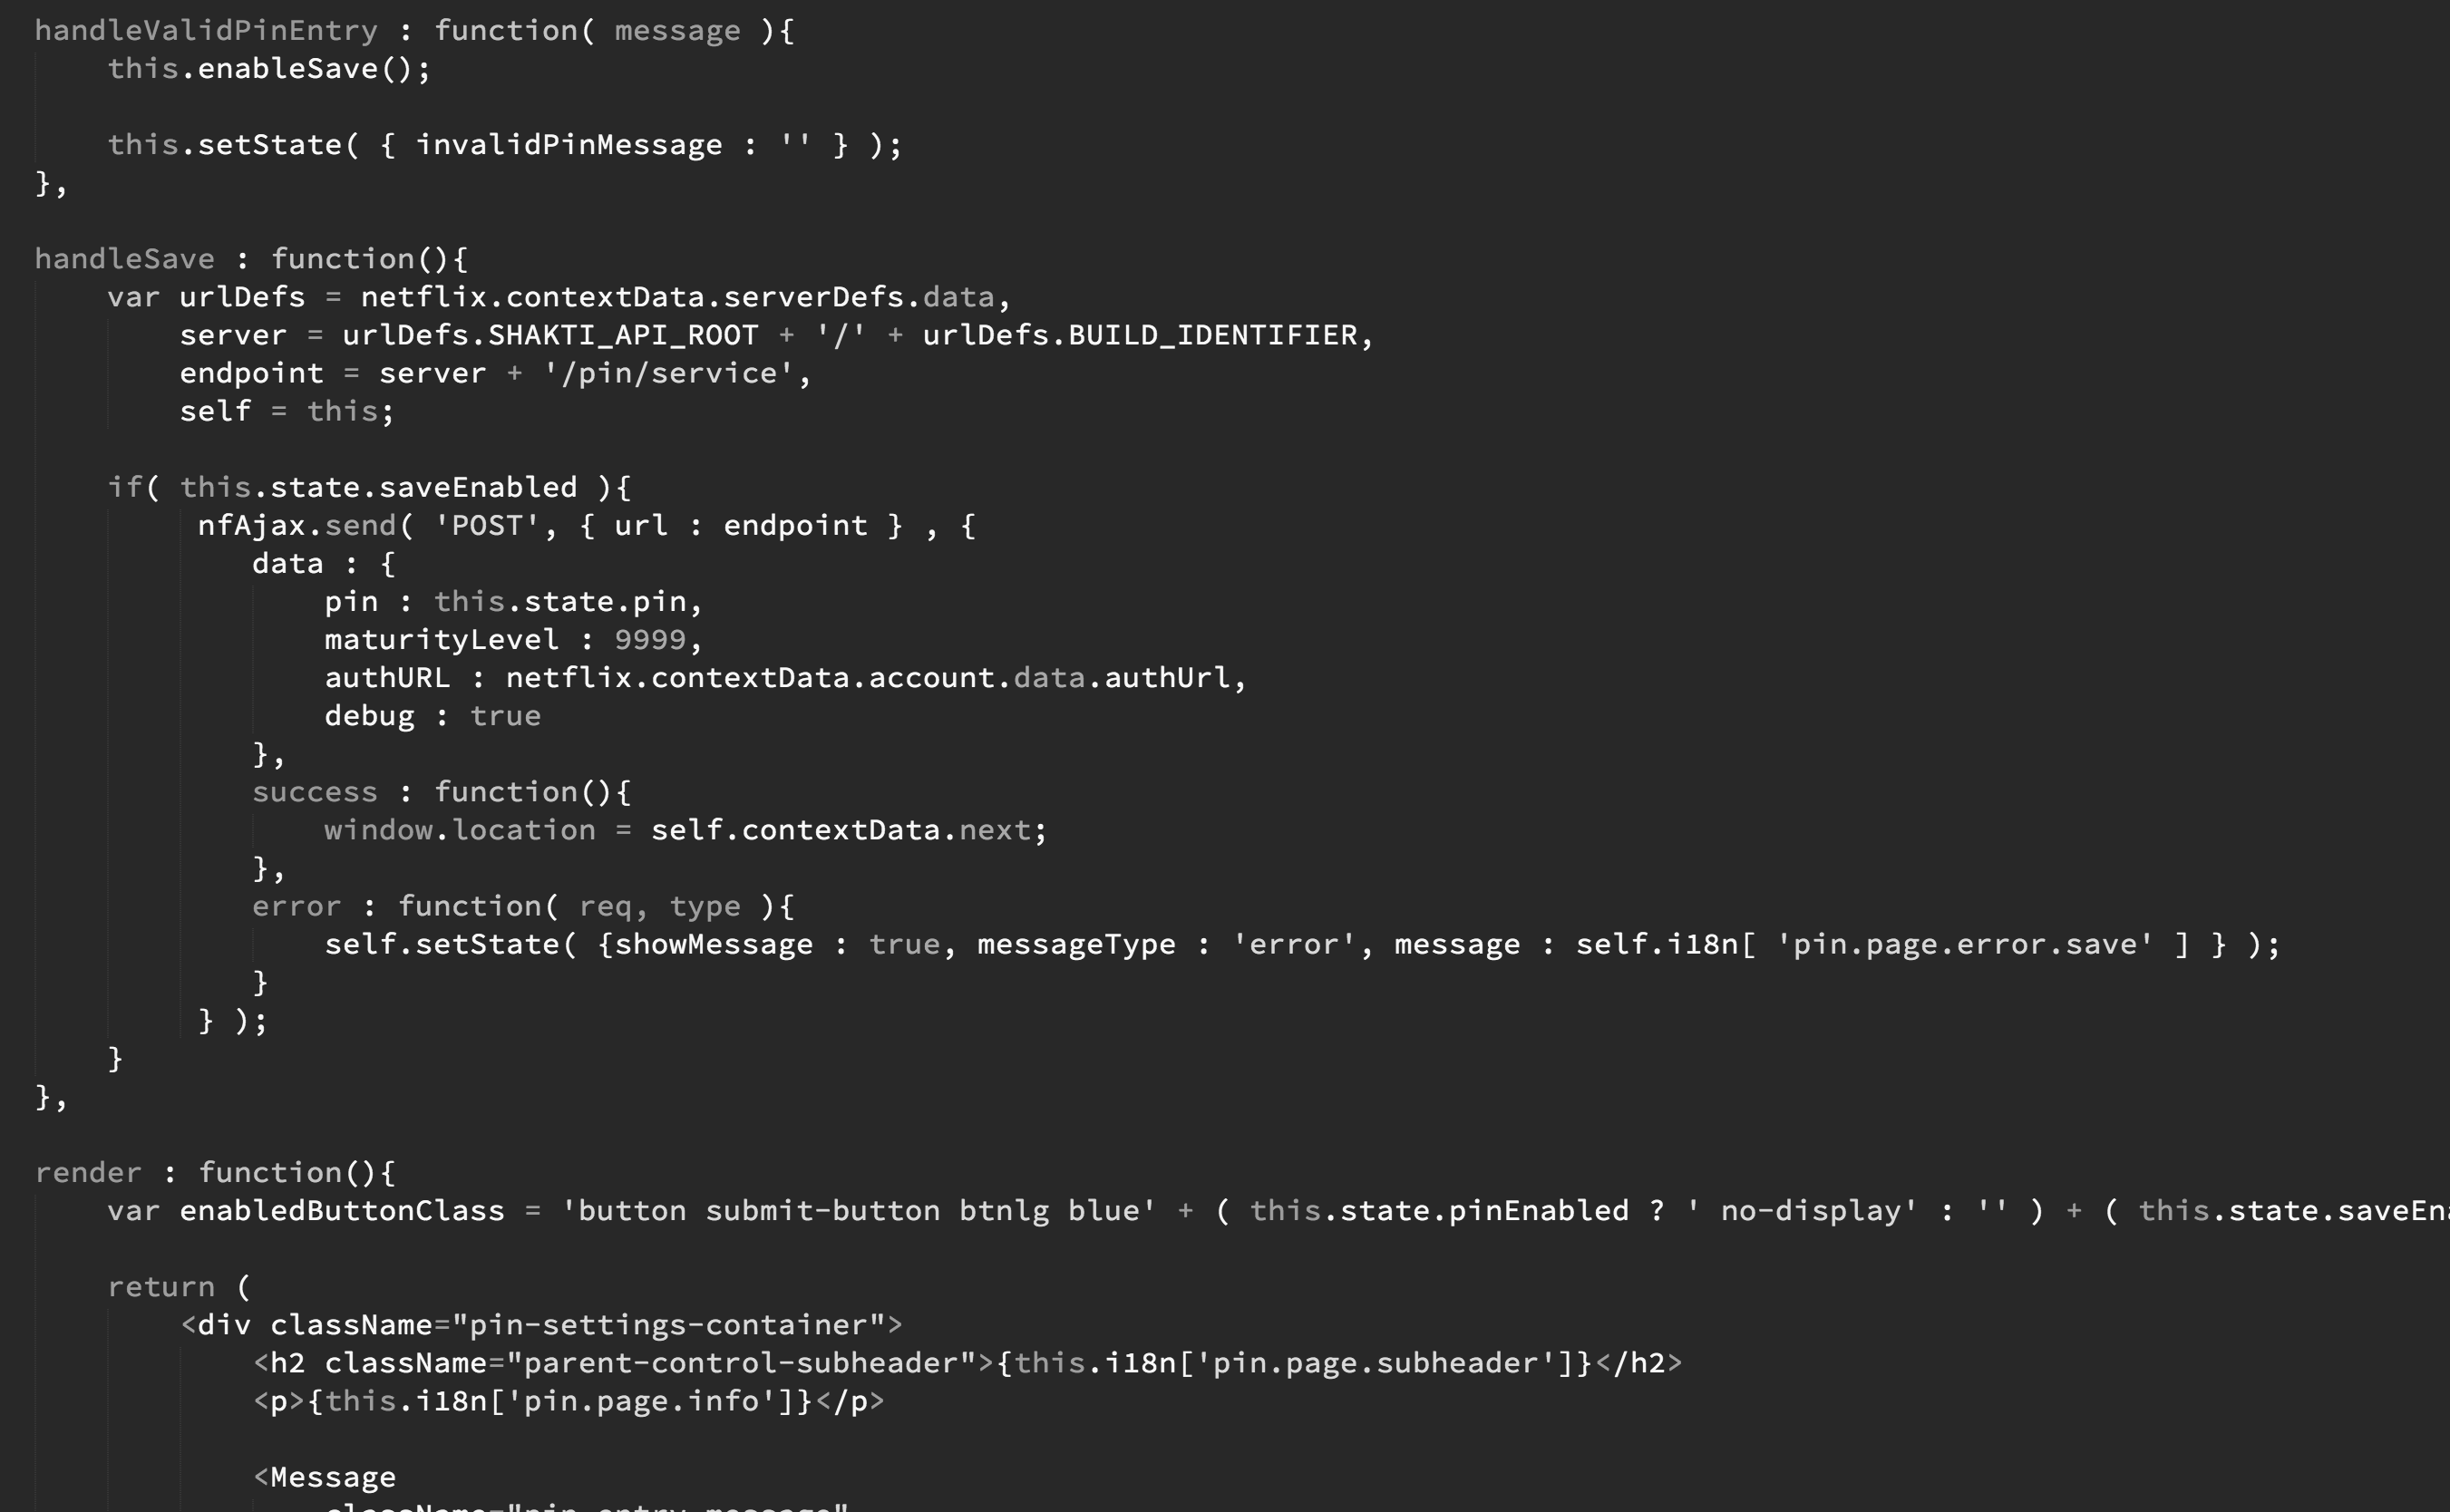 handleValidPinEntry : function( message ){
    this.enableSave();

    this.setState( { invalidPinMessage : '' } );
},

handleSave : function(){
    var urlDefs = netflix.contextData.serverDefs.data,
        server = urlDefs.SHAKTI_API_ROOT + '/' + urlDefs.BUILD_IDENTIFIER,
        endpoint = server + '/pin/service',
        self = this;

    if( this.state.saveEnabled ){
         nfAjax.send( 'POST', { url : endpoint } , {
            data : {
                pin : this.state.pin,
                maturityLevel : 9999,
                authURL : netflix.contextData.account.data.authUrl,
                debug : true
            },
            success : function(){
                window.location = self.contextData.next;
            },
            error : function( req, type ){
                self.setState( {showMessage : true, messageType : 'error', message : self.i18n[ 'pin.page.error.save' ] } );
            }
         } );
    }
},

render : function(){
    var enabledButtonClass = 'button submit-button btnlg blue' + ( this.state.pinEnabled ? ' no-display' : '' ) + ( this.state.saveEn

    return (
        <div className="pin-settings-container">
            <h2 className="parent-control-subheader">{this.i18n['pin.page.subheader']}</h2>
            <p>{this.i18n['pin.page.info']}</p>

            <Message
                className="pin-entry-message"